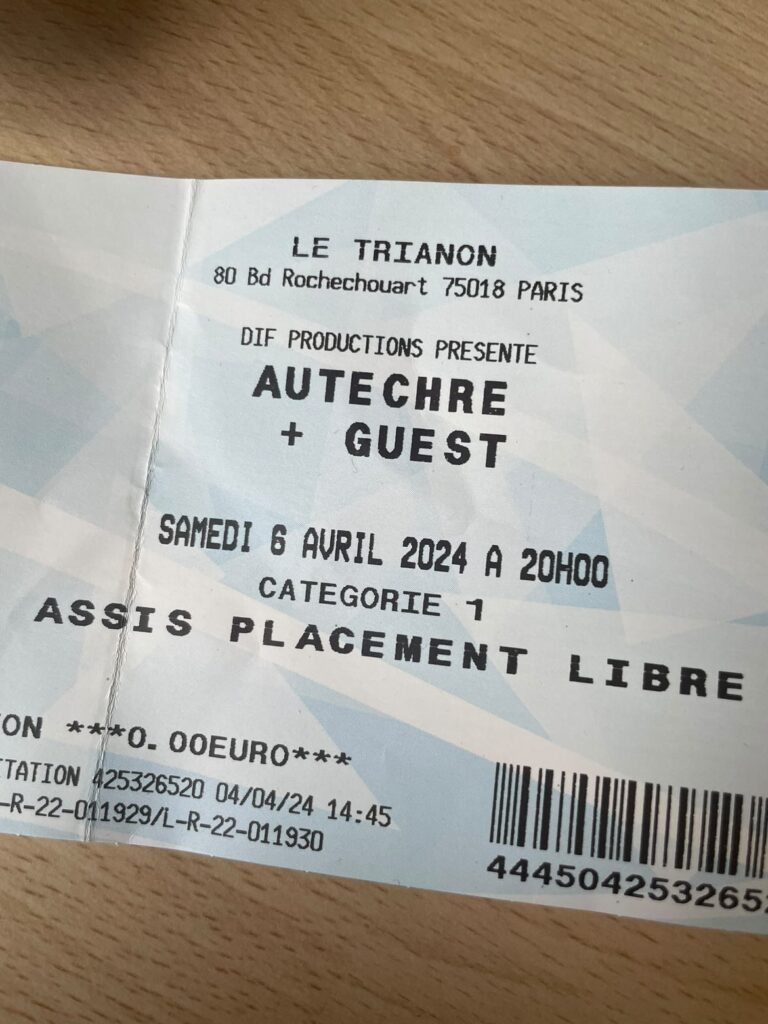 LE TRIANON
80 Bd Rochechouart 75018 PARIS
DIF PRODUCTIONS PRESENTE
AUTECHRE
+ GUEST
SAMEDI 6 AVRIL 2024 A 20H00
CATEGORIE 1
ASSIS PLACEMENT LIBRE
ON ***0.00EURO***
TATION 425326520 04/04/24 14:45
-R-22-011929/L-R-22-011930
4445042532652